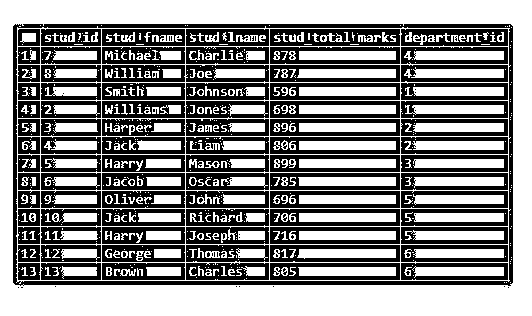 stud_id stud_fname stud_lname stud_total_marks department_id
1 7 Michael Charlie 878 4
2 8 William Joe 787 4
3 1 Smith Johnson 596 1
4 2 Williams Jones 698 1
5 3 Harper James 896 2
6 4 Jack Liam 806 2
7 5 Harry Mason 899 3
8 6 Jacob Oscar 785 3
9 9 Oliver John 696 5
10 10 Jack Richard 706 5
11 11 Harry Joseph 716 5
12 12 George Thomas 817 6
13 13 Brown Charles 805 6